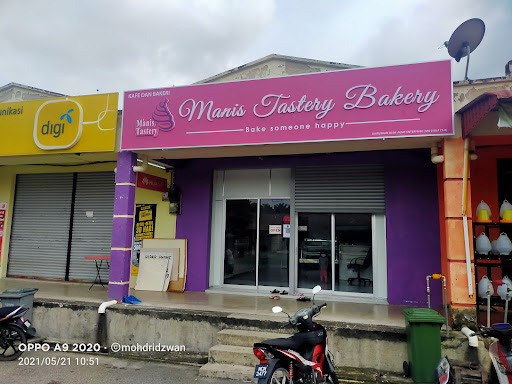 KAFE DAN BAKERI
Manis Tastery Bakery
Manis
Tastery
Bake someone happy
nikasi
digi
OPPO A9 2020 · ©mohdridzwan
2021/05/21 10:51